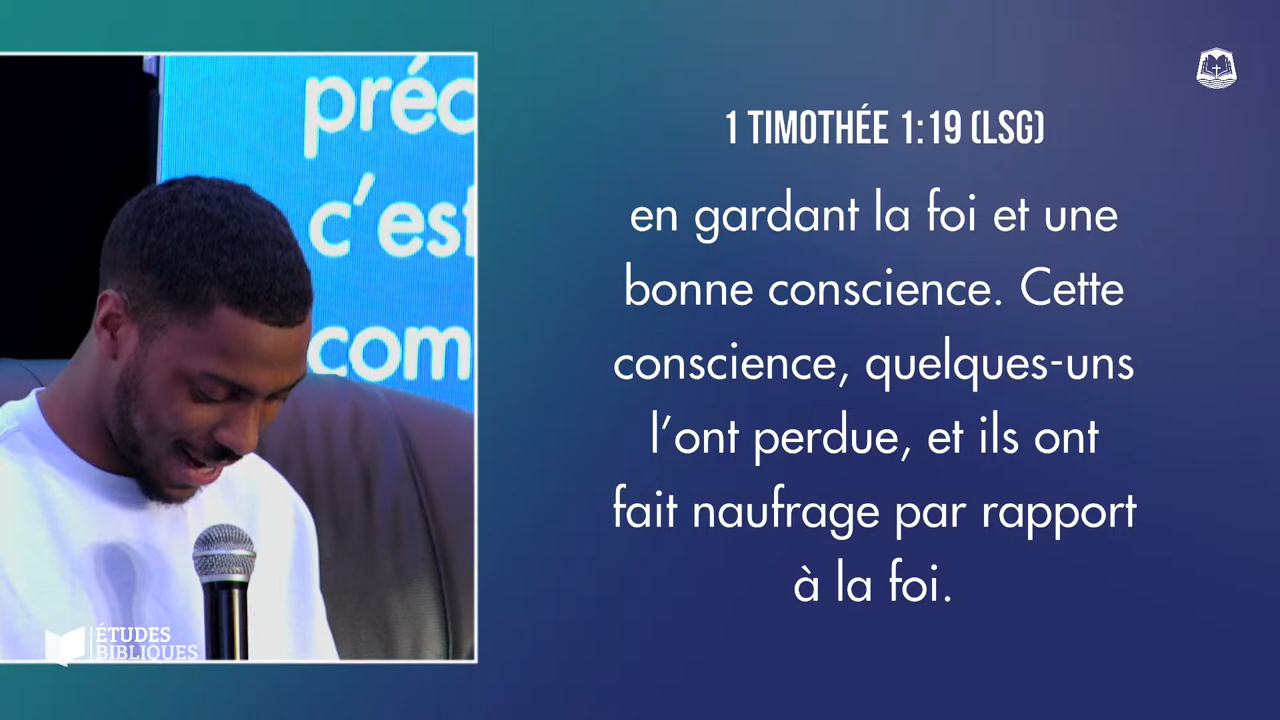 préc
c'est
com
ÉTUDES
BIBLIQUES
1 TIMOTHÉE 1:19 (LSG)
en gardant la foi et une
bonne conscience. Cette
conscience, quelques-uns
l'ont perdue, et ils ont
fait naufrage par rapport
à la foi.